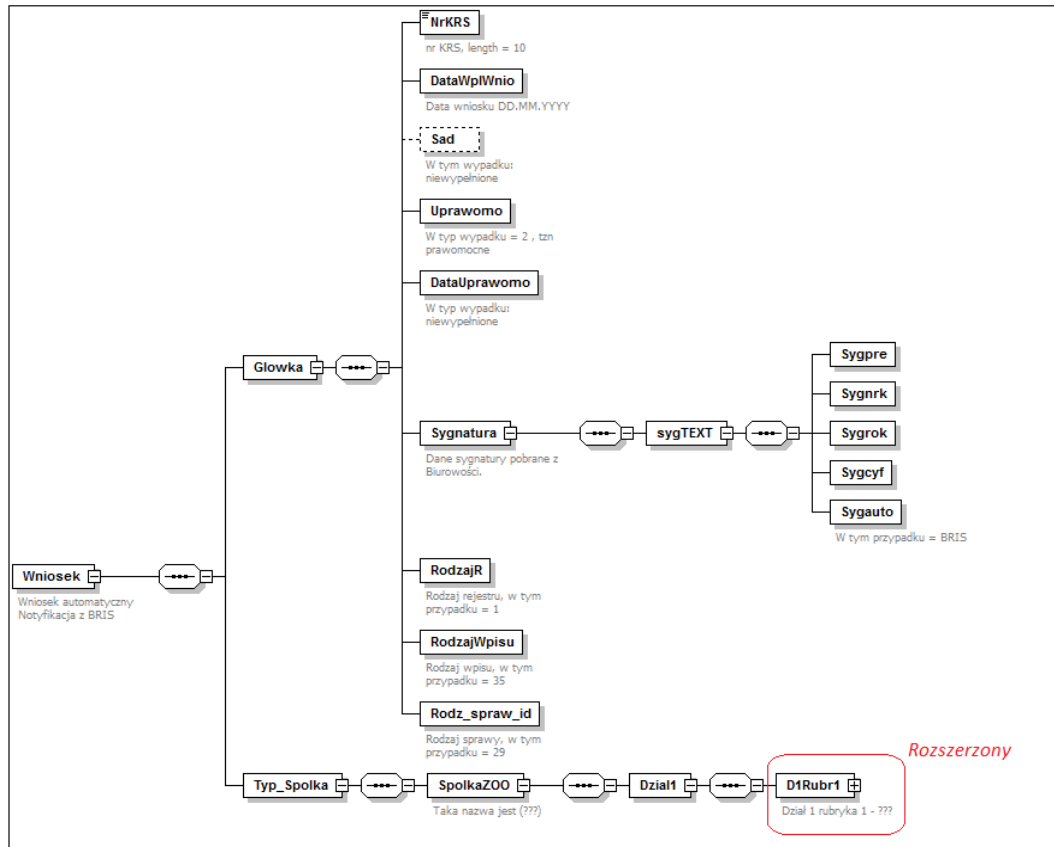 NrKRS
nr KRS, length = 10
DataWplWnio
Data wniosku DD.MM.YYYY
Sad
W tym wypadku:
niewypełnione
Uprawomo
W typ wypadku = 2 , tzn
prawomocne
DataUprawomo
W typ wypadku:
niewypełnione
Glowka
Sygnatura
Dane sygnatury pobrane z
Biurowości.
sygTEXT
Sygpre
Sygnrk
Sygrok
Sygcyf
Sygauto
W tym przypadku = BRIS
Wniosek
Wniosek automatyczny
Notyfikacja z BRIS
RodzajR
Rodzaj rejestru, w tym
przypadku = 1
RodzajWpisu
Rodzaj wpisu, w tym
przypadku = 35
Rodz_spraw_id
Rodzaj sprawy, w tym
przypadku = 29
Rozszerzony
Typ_Spolka
SpolkaZOO
Taka nazwa jest (???)
Dzial1
D1Rubr1
Dział 1 rubryka 1 - ???